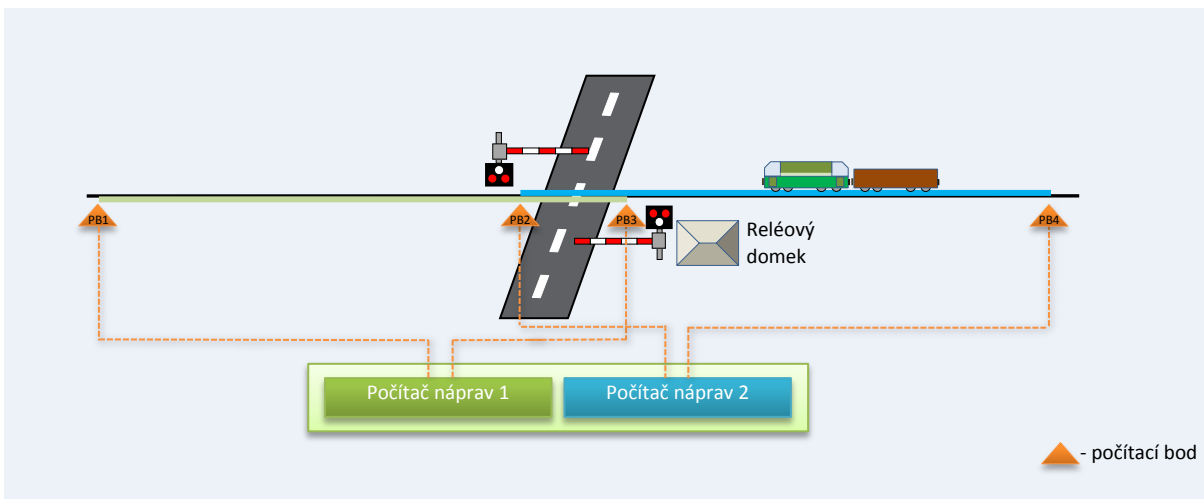 PB1
PB2
PB3
PB4
Reléový
domek
Počítač náprav 1
Počítač náprav 2
- počítací bod